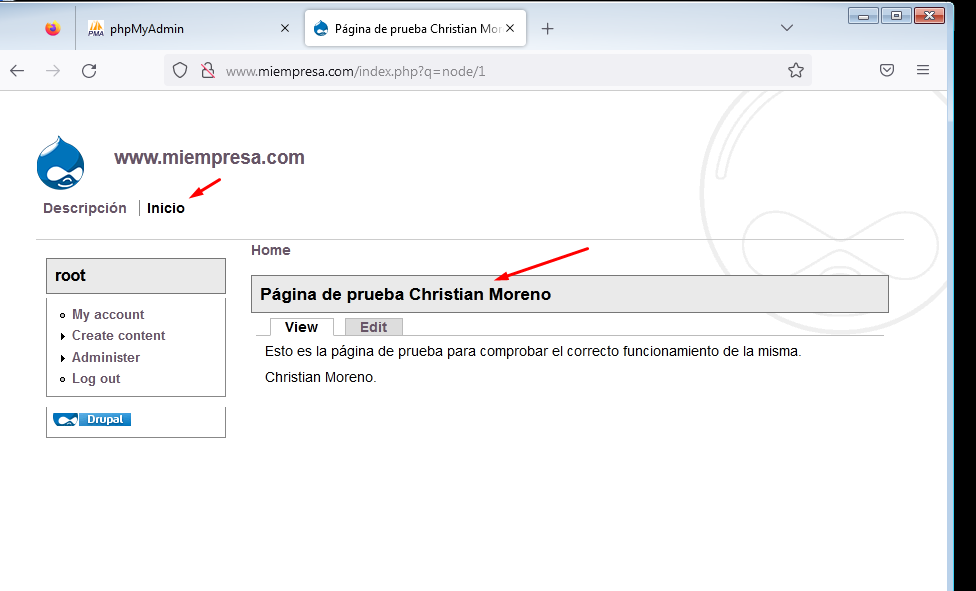 phpMyAdmin
Página de prueba Christian Mor
www.miempresa.com/index.php?q=node/1
www.miempresa.com
Descripción
Inicio
Home
root
My account
Create content
Administer
Log out
Drupal
Página de prueba Christian Moreno
View
Edit
Esto es la página de prueba para comprobar el correcto funcionamiento de la misma.
Christian Moreno.